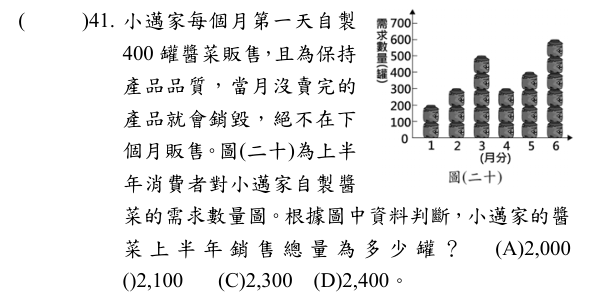 (　　)41. 小邁家每個月第一天自製
400 罐醬菜販售，且為保持
產品品質，當月沒賣完的
產品就會銷毀，絕不在下
個月販售。圖(二十)為上半
年消費者對小邁家自製醬
菜的需求數量圖。根據圖中資料判斷，小邁家的醬
菜上半年銷售總量為多少罐？　(A)2,000
()2,100　(C)2,300　(D)2,400。
需求數量(罐)
700
600
500
400
300
200
100
0
1 2 3 4 5 6
(月分)
圖(二十)